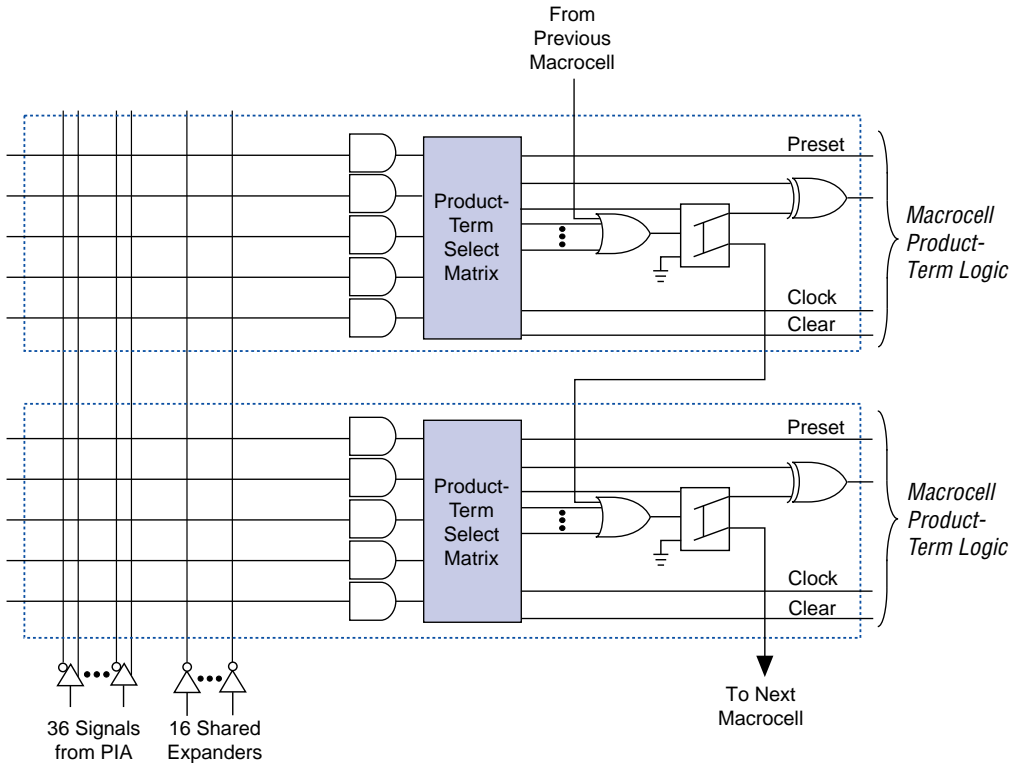 From
Previous
Macrocell
Preset
Product-
Term
Select
Matrix
Macrocell
Product-
Term Logic
Clock
Clear
Preset
Product-
Term
Select
Matrix
Macrocell
Product-
Term Logic
Clock
Clear
36 Signals
from PIA
16 Shared
Expanders
To Next
Macrocell